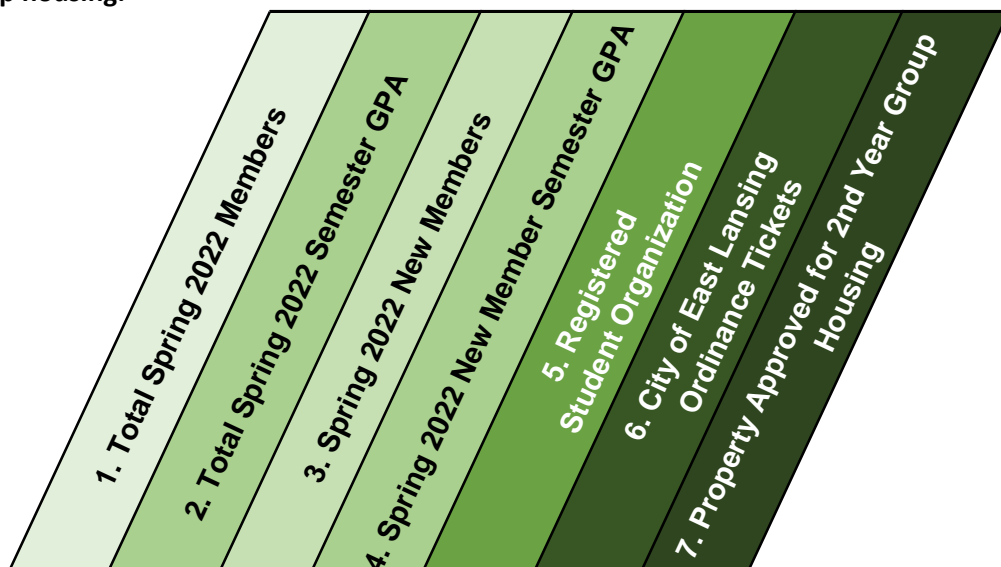 housing.
1. Total Spring 2022 Members
2. Total Spring 2022 Semester GPA
3. Spring 2022 New Members
4. Spring 2022 New Member Semester GPA
5. Registered
Student Organization
6. City of East Lansing
Ordinance Tickets
7. Property Approved for 2nd Year Group
Housing